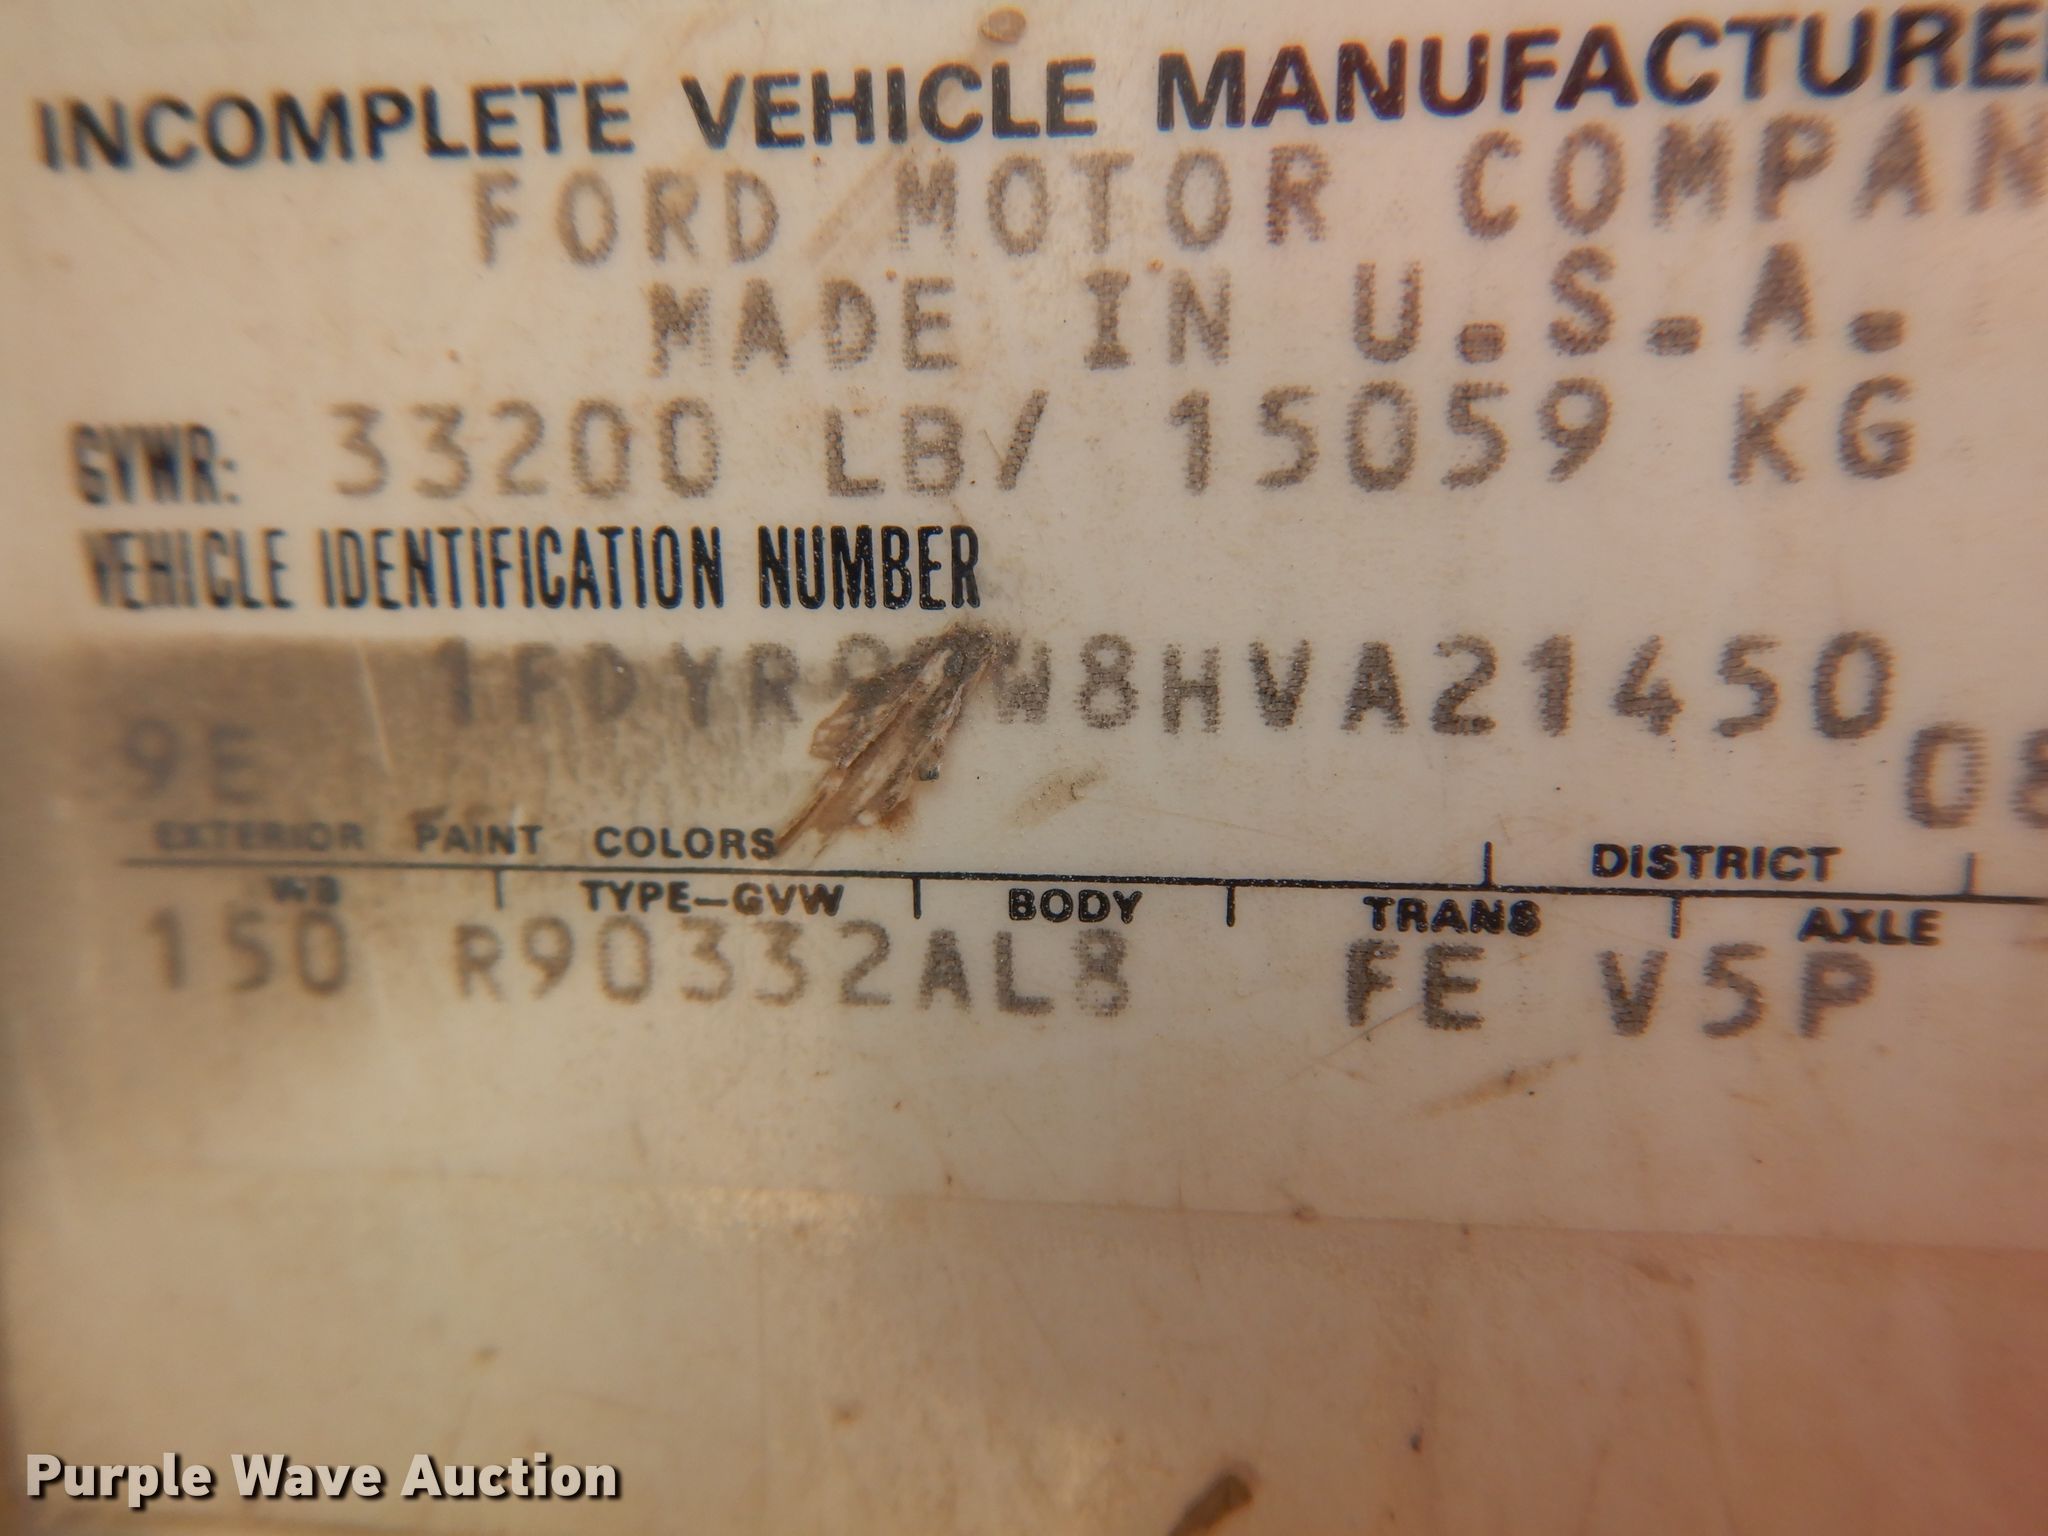 INCOMPLETE VEHICLE MANUFACTURE
FORD MOTOR COMPAN
MADE IN U.S.A.
GVWR: 33200 LB/ 15059 KG
VEHICLE IDENTIFICATION NUMBER
9E
08
EXTERIOR PAINT COLORS DISTRICT
WB TYPE-GVW BODY TRANS AXLE
150 R90332AL8 FE V5P
Purple Wave Auction